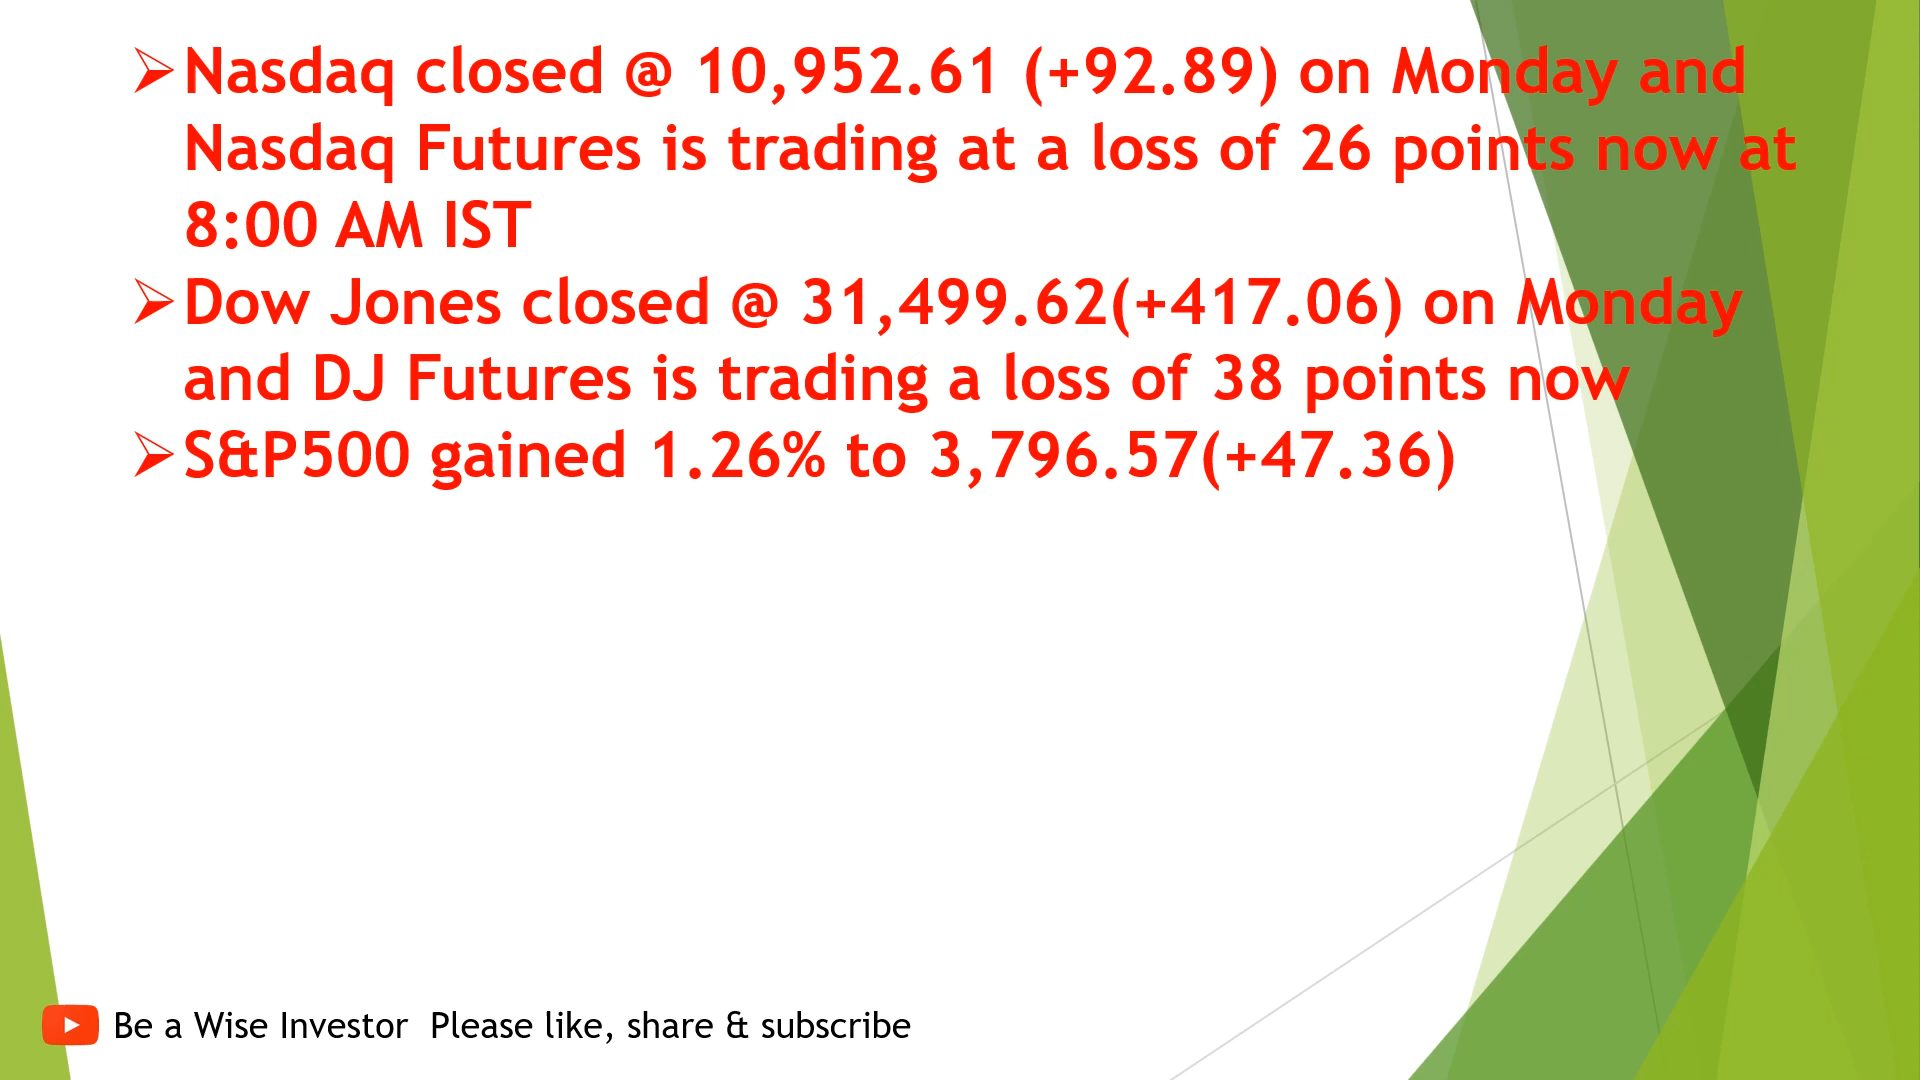 ➢Nasdaq closed @ 10,952.61 (+92.89) on Monday and
Nasdaq Futures is trading at a loss of 26 points now at
8:00 AM IST
➢Dow Jones closed @ 31,499.62(+417.06) on Monday
and DJ Futures is trading a loss of 38 points now
➢S&P500 gained 1.26% to 3,796.57(+47.36)
Be a Wise Investor  Please like, share & subscribe